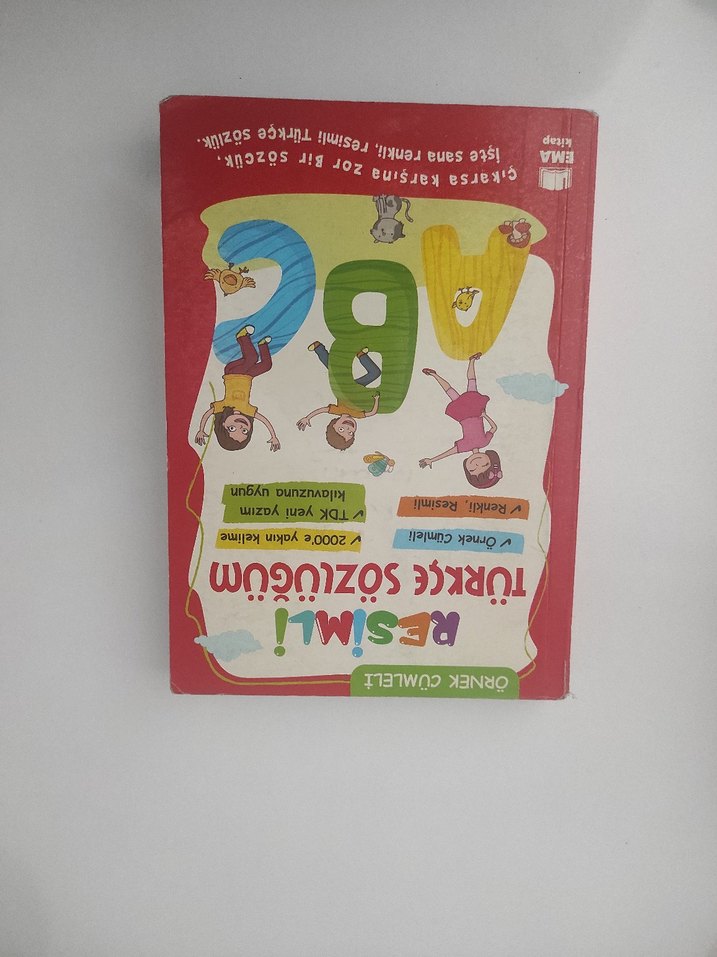 ÖRNEK CÜMLELİ
RESİMLİ
TÜRKÇE SÖZLÜĞÜM
✓ Örnek Cümleli
✓ 2000'e yakın kelime
✓ Renkli, Resimli
✓ TDK yeni yazım
kılavuzuna uygun
A B C
Çıkarsa karşına zor Bir sözcük,
İşte sana renkli, resimli Türkçe sözlük.
EMA
kitap